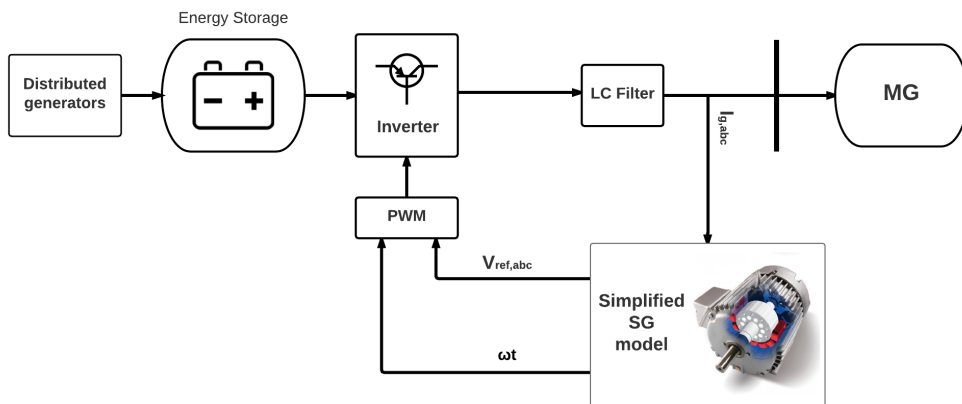 Energy Storage
Distributed
generators
Inverter
LC Filter
MG
Ig,abc
PWM
Vref,abc
Simplified
SG
model
ωt